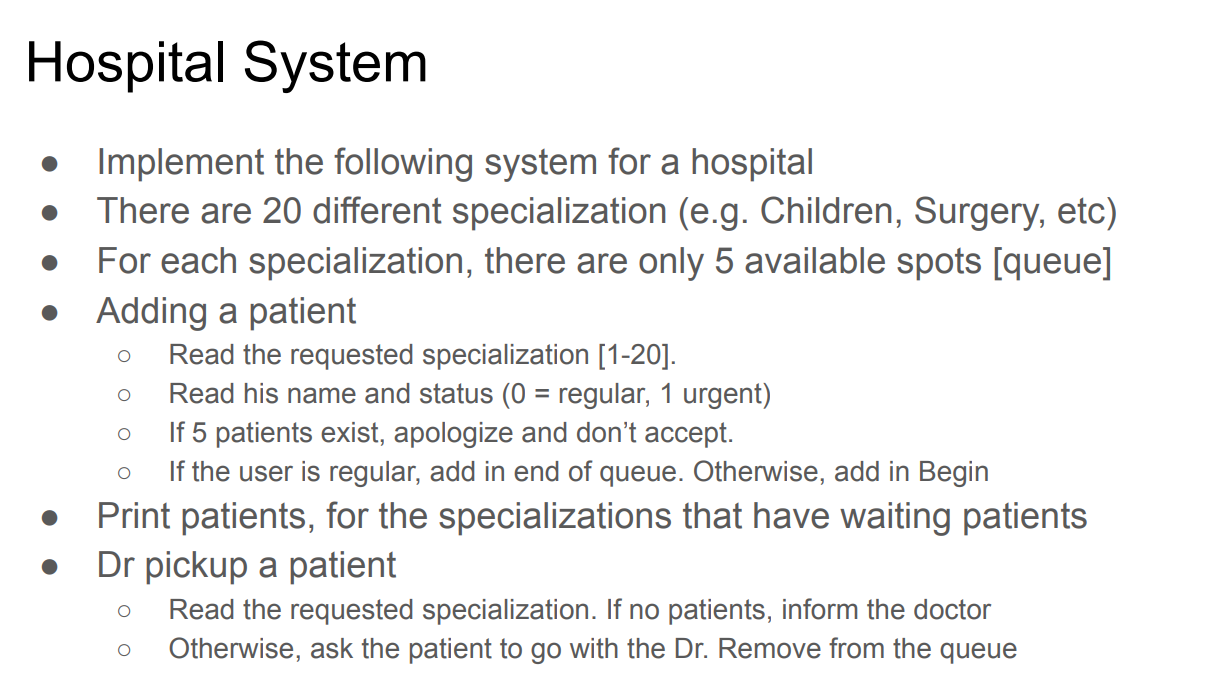 Hospital System
● Implement the following system for a hospital
● There are 20 different specialization (e.g. Children, Surgery, etc)
● For each specialization, there are only 5 available spots [queue]
● Adding a patient
○ Read the requested specialization [1-20].
○ Read his name and status (0 = regular, 1 urgent)
○ If 5 patients exist, apologize and don’t accept.
○ If the user is regular, add in end of queue. Otherwise, add in Begin
● Print patients, for the specializations that have waiting patients
● Dr pickup a patient
○ Read the requested specialization. If no patients, inform the doctor
○ Otherwise, ask the patient to go with the Dr. Remove from the queue